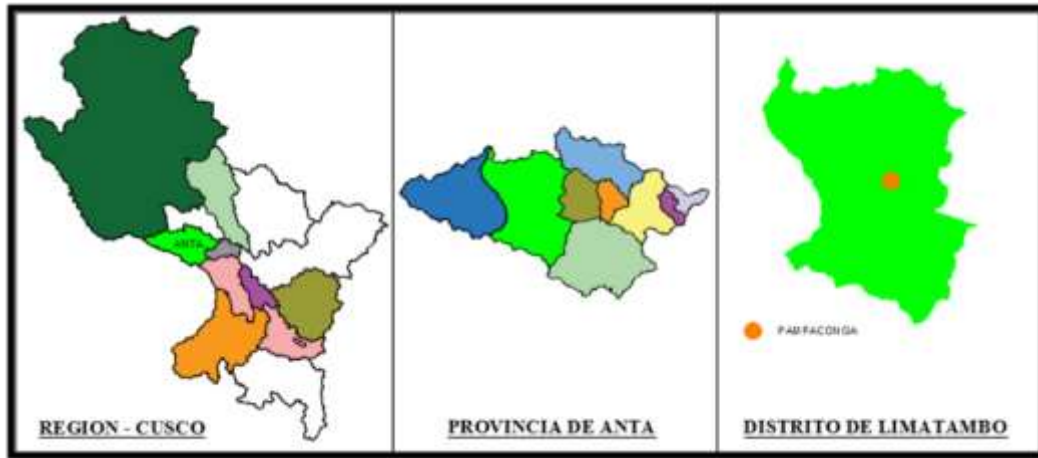 ANTA
PAMPACONGA
REGION - CUSCO
PROVINCIA DE ANTA
DISTRITO DE LIMATAMBO